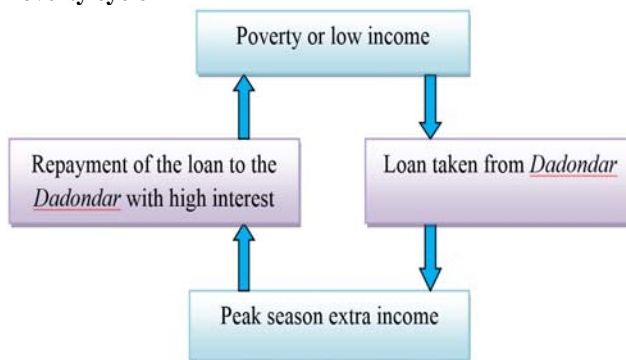 Poverty or low income
Repayment of the loan to the
Dadondar with high interest
Loan taken from Dadondar
Peak season extra income